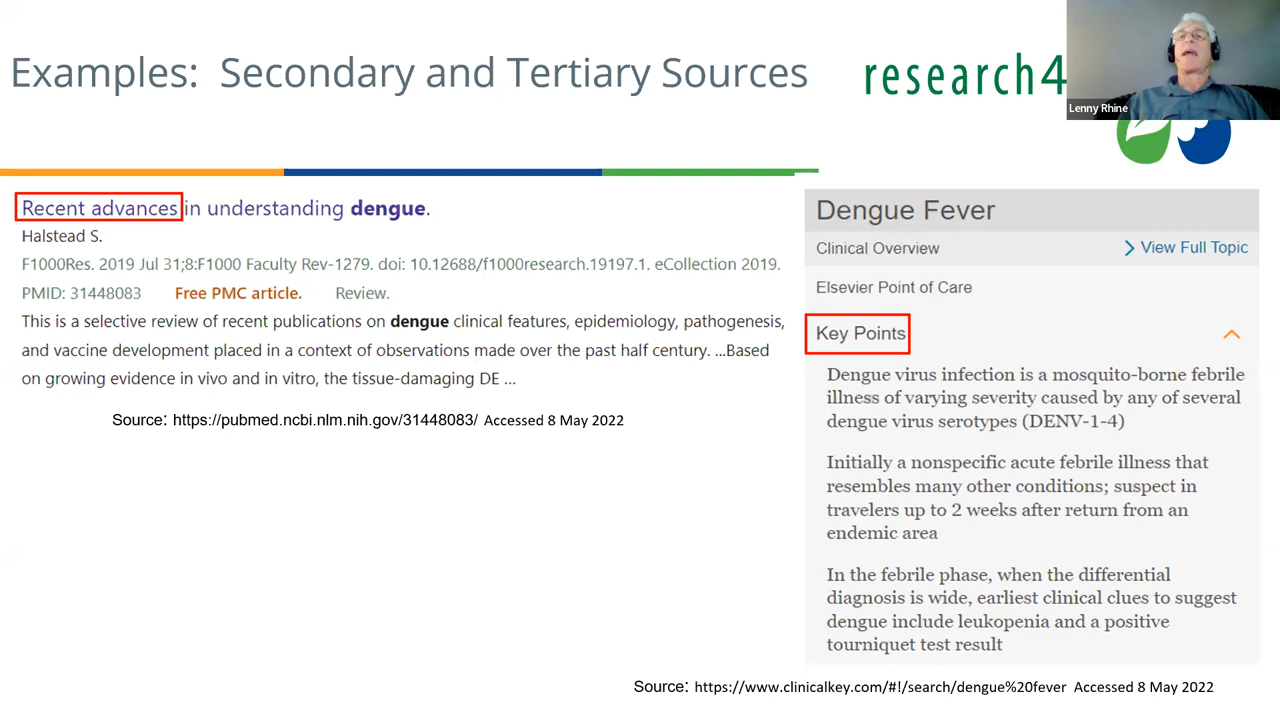 Examples: Secondary and Tertiary Sources
research4
Lenny Rhine
Recent advances in understanding dengue.
Halstead S.
F1000Res. 2019 Jul 31;8:F1000 Faculty Rev-1279. doi: 10.12688/f1000research.19197.1. eCollection 2019.
PMID: 31448083 Free PMC article. Review.
This is a selective review of recent publications on dengue clinical features, epidemiology, pathogenesis,
and vaccine development placed in a context of observations made over the past half century. ...Based
on growing evidence in vivo and in vitro, the tissue-damaging DE ...
Source: https://pubmed.ncbi.nlm.nih.gov/31448083/ Accessed 8 May 2022
Dengue Fever
Clinical Overview
View Full Topic
Elsevier Point of Care
Key Points
Dengue virus infection is a mosquito-borne febrile
illness of varying severity caused by any of several
dengue virus serotypes (DENV-1-4)
Initially a nonspecific acute febrile illness that
resembles many other conditions; suspect in
travelers up to 2 weeks after return from an
endemic area
In the febrile phase, when the differential
diagnosis is wide, earliest clinical clues to suggest
dengue include leukopenia and a positive
tourniquet test result
Source: https://www.clinicalkey.com/#!/search/dengue%20fever Accessed 8 May 2022